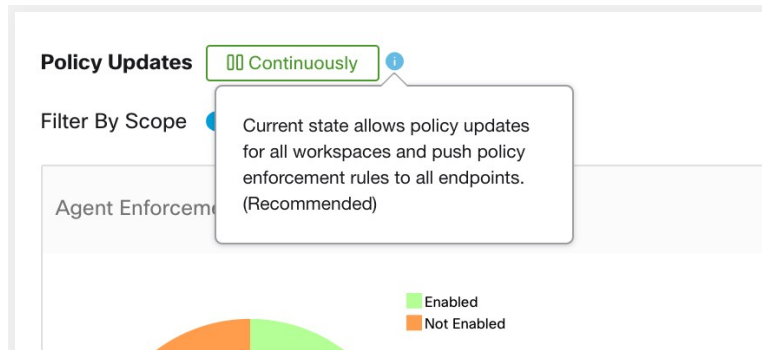 Policy Updates Continuously
Filter By Scope
Current state allows policy updates
for all workspaces and push policy
enforcement rules to all endpoints.
(Recommended)
Agent
Enabled
Not Enabled